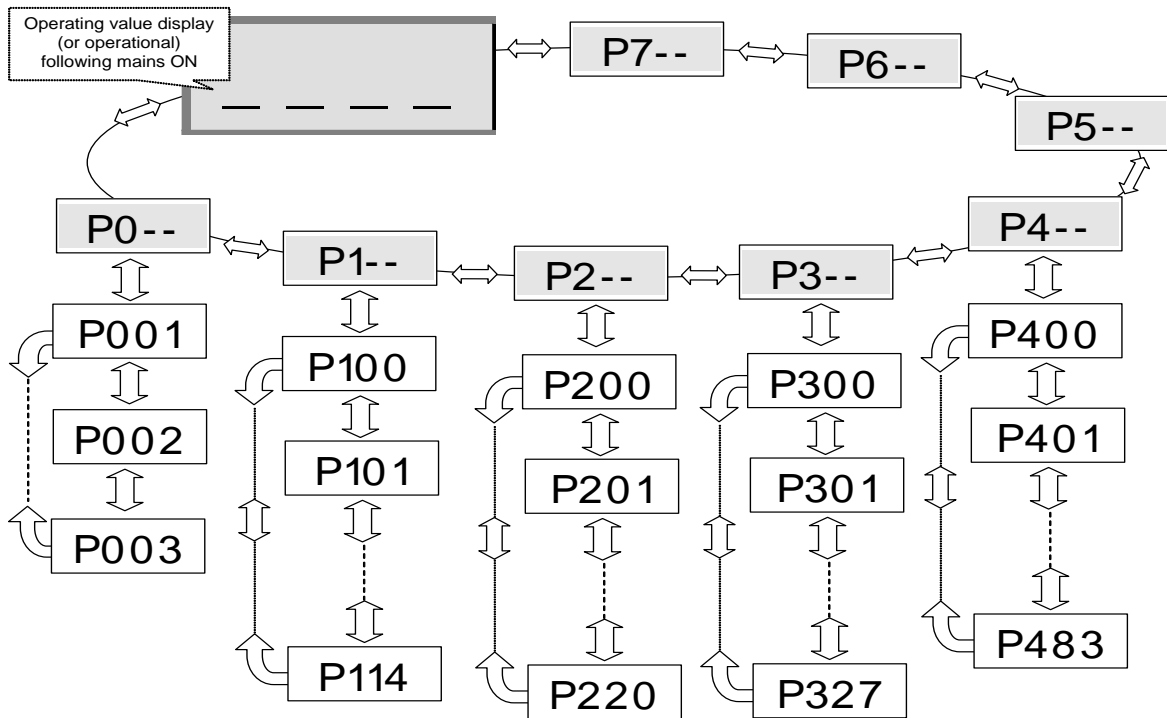 Operating value display
(or operational)
following mains ON
_ _ _ _
P7--
P6--
P5--
P0--
P1--
P2--
P3--
P4--
P001
P002
P003
P100
P101
P114
P200
P201
P220
P300
P301
P327
P400
P401
P483